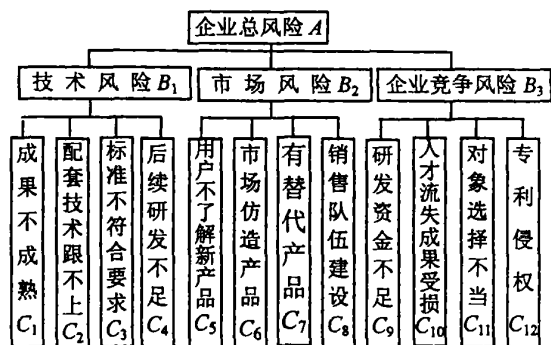 企业总风险A
技术风险B₁
市场风险B₂
企业竞争风险B₃
成果不成熟C₁
配套技术跟不上C₂
标准不符合要求C₃
后续研发不足C₄
用户不了解新产品C₅
市场仿造产品C₆
有替代产品C₇
销售队伍建设C₈
研发资金不足C₉
人才流失成果受损C₁₀
对象选择不当C₁₁
专利侵权C₁₂